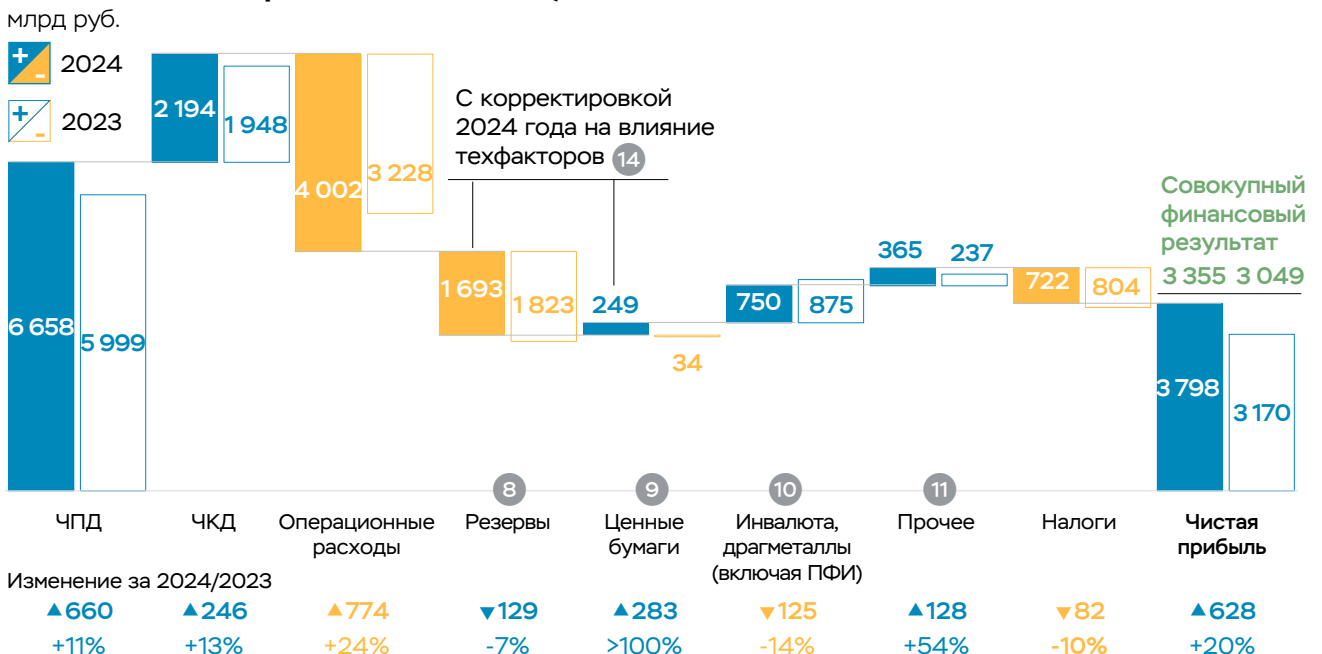 млрд руб.
+ - 2024
+ - 2023
2 194
1 948
4 002
3 228
С корректировкой
2024 года на влияние
техфакторов 14
6 658
5 999
1 693
1 823
249
34
750
875
365
237
722
804
Совокупный
финансовый
результат
3 355 3 049
3 798
3 170
8 9 10 11
ЧПД
ЧКД
Операционные
расходы
Резервы
Ценные
бумаги
Инвалюта,
драгметаллы
(включая ПФИ)
Прочее
Налоги
Чистая
прибыль
Изменение за 2024/2023
▲660 ▲246 ▲774 ▼129 ▲283 ▼125 ▲128 ▼82 ▲628
+11% +13% +24% -7% >100% -14% +54% -10% +20%